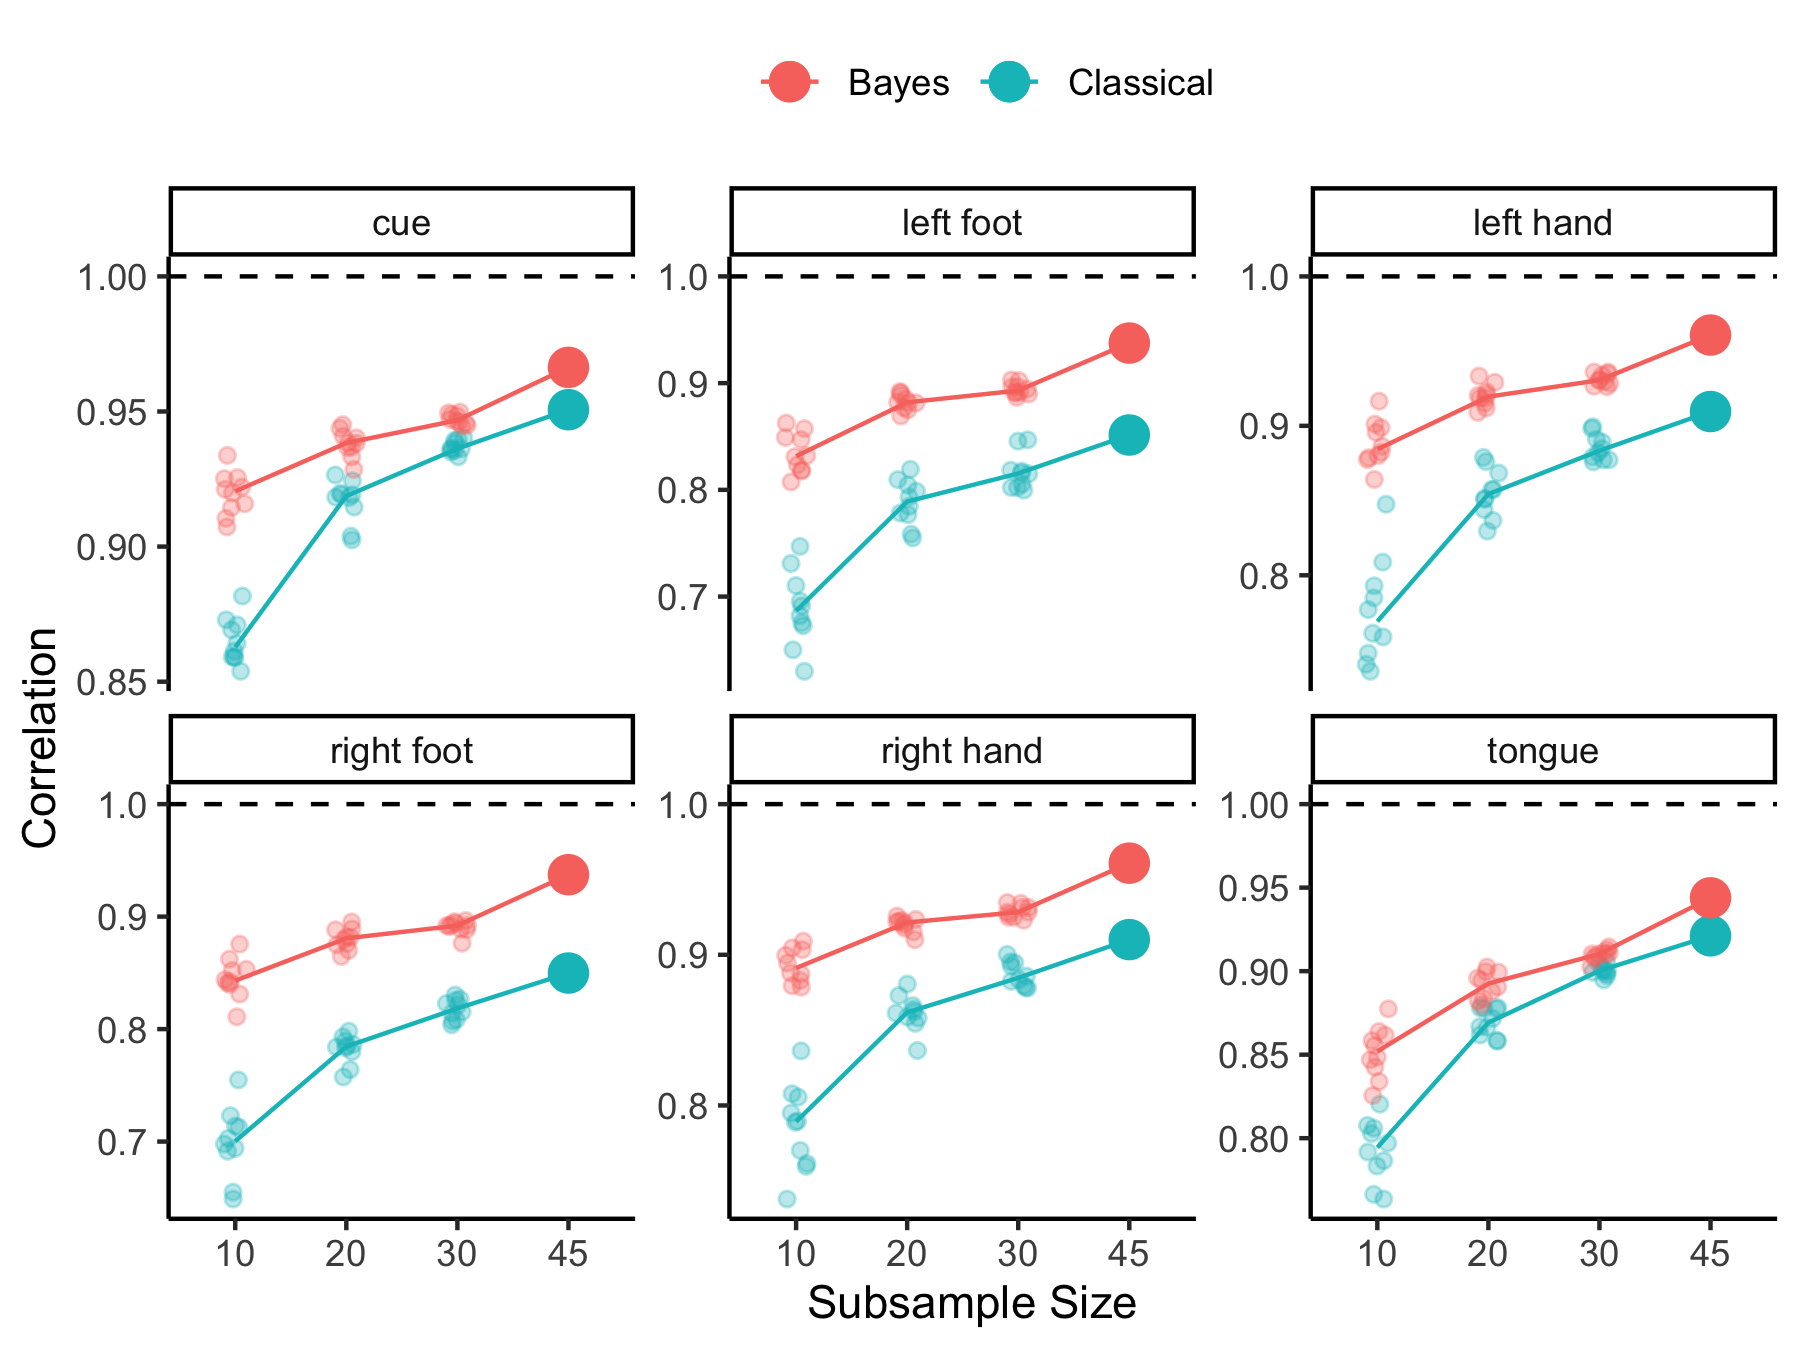 Bayes Classical
cue left foot left hand
1.00 1.0 1.0
0.95 0.9 0.9
0.90 0.8 0.8
0.85 0.7
Correlation
right foot right hand tongue
1.0 1.0 1.00
0.9 0.9 0.95
0.8 0.8 0.90
0.7 0.85
0.80
10 20 30 45 10 20 30 45 10 20 30 45
Subsample Size